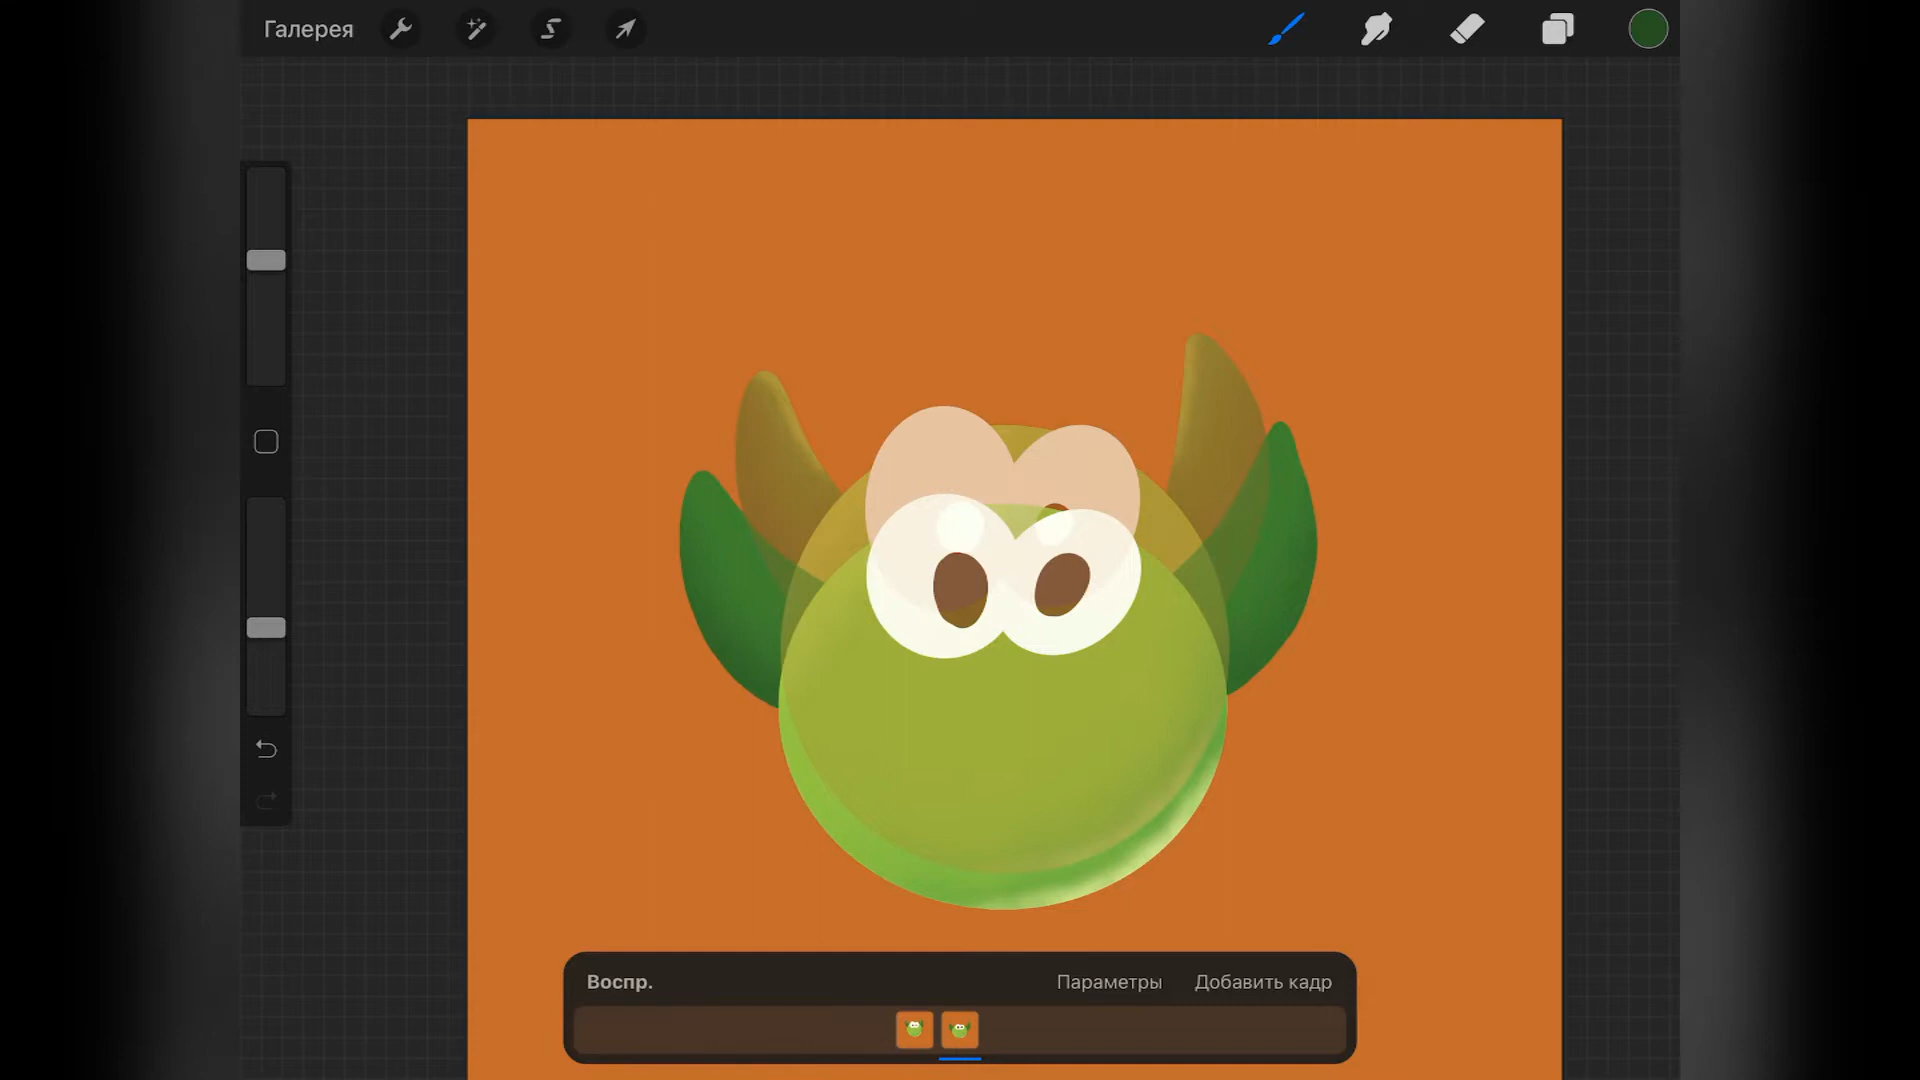 Галерея
Воспр.
Параметры
Добавить кадр